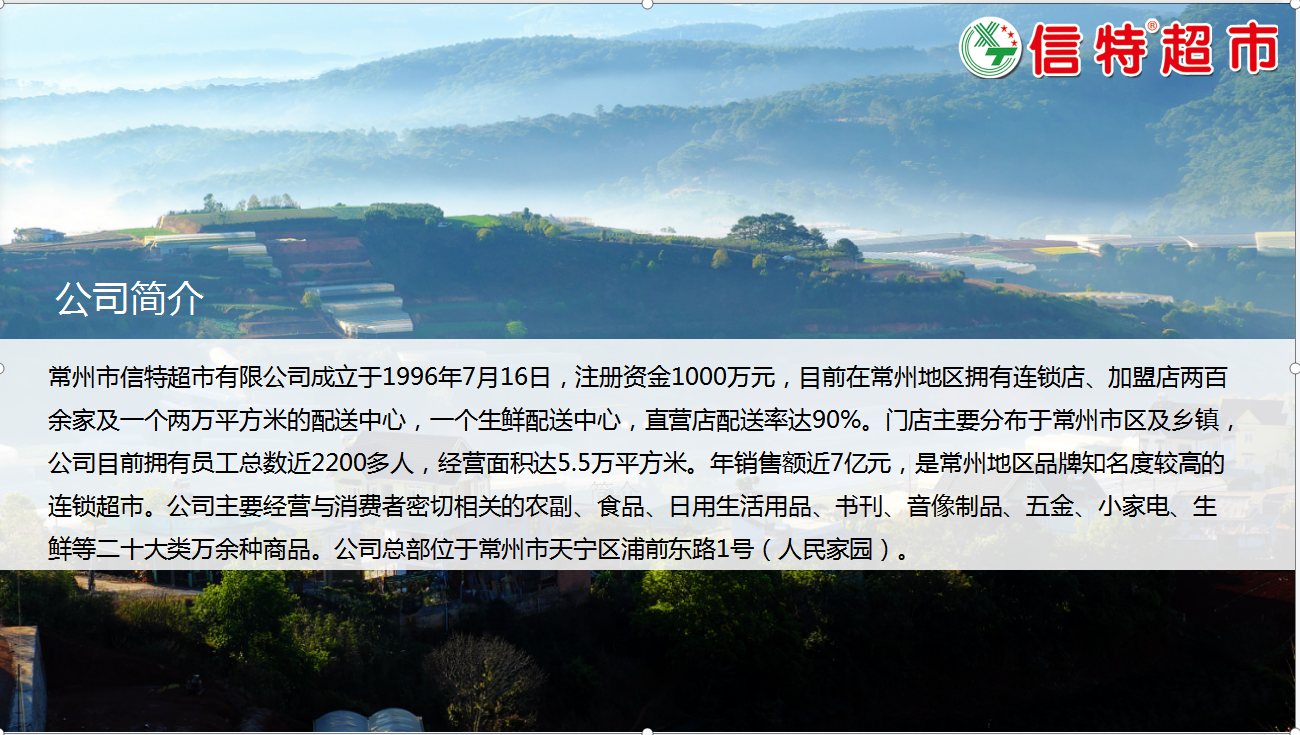 信特®超市
公司简介
常州市信特超市有限公司成立于1996年7月16日，注册资金1000万元，目前在常州地区拥有连锁店、加盟店两百
余家及一个两万平方米的配送中心，一个生鲜配送中心，直营店配送率达90%。门店主要分布于常州市区及乡镇，
公司目前拥有员工总数近2200多人，经营面积达5.5万平方米。年销售额近7亿元，是常州地区品牌知名度较高的
连锁超市。公司主要经营与消费者密切相关的农副、食品、日用生活用品、书刊、音像制品、五金、小家电、生
鲜等二十大类万余种商品。公司总部位于常州市天宁区浦前东路1号（人民家园）。